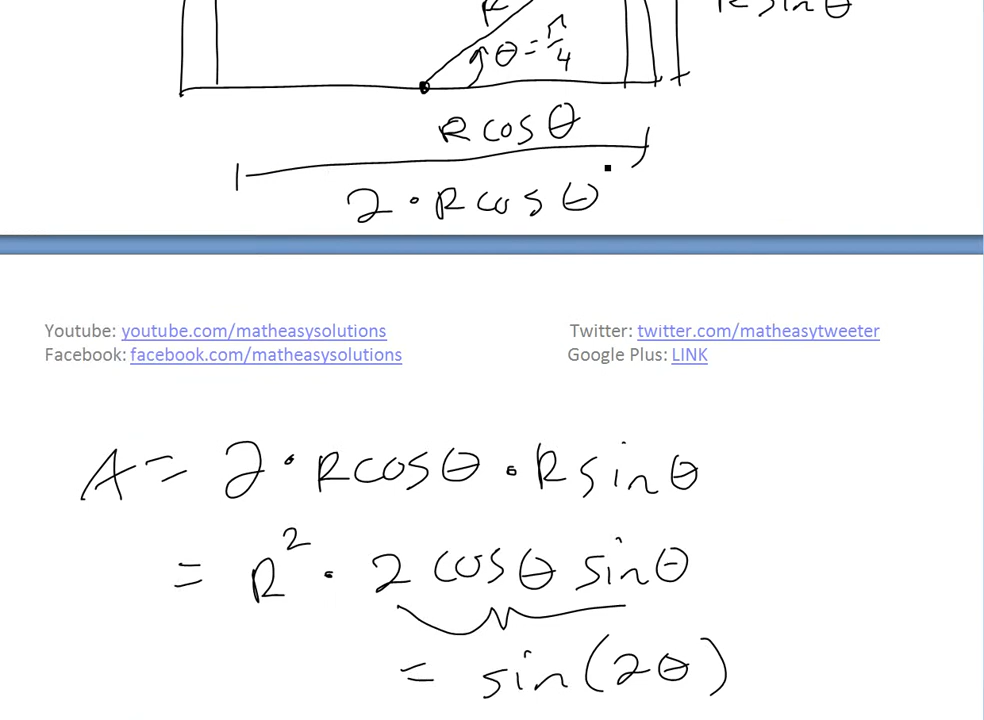 R sin θ
R
θ = π/4
R cos θ
2 · R cos θ
Youtube: youtube.com/matheasysolutions Twitter: twitter.com/matheasytweeter
Facebook: facebook.com/matheasysolutions Google Plus: LINK
A = 2 · R cos θ · R sin θ
= R² · 2 cos θ sin θ
= sin(2θ)